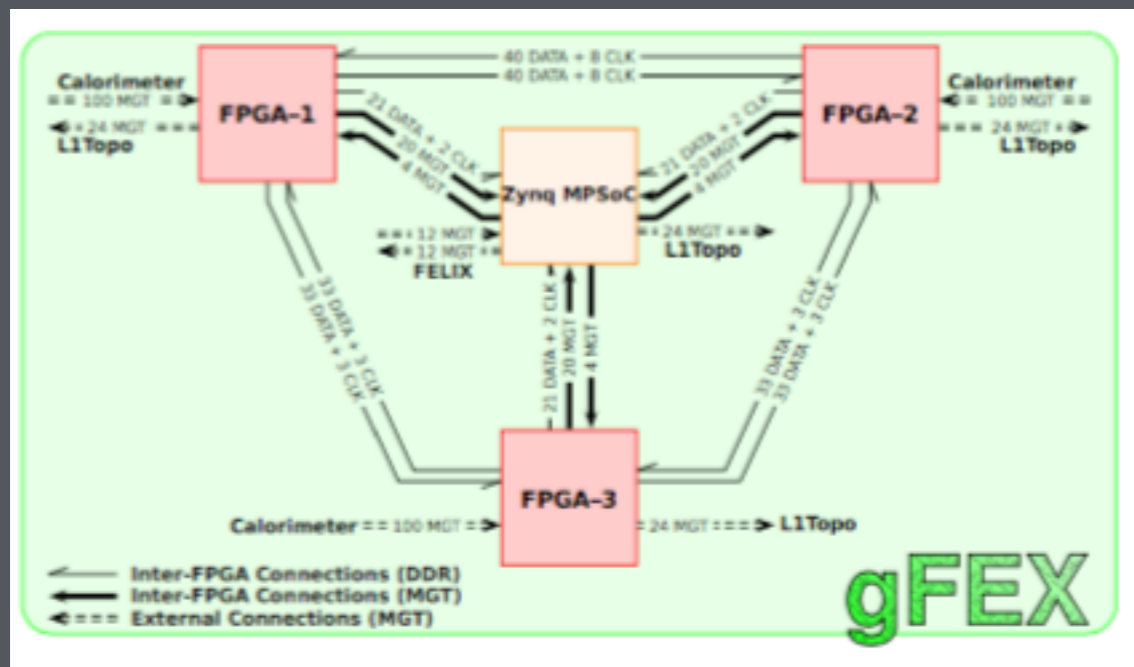 40 DATA + 8 CLK
40 DATA + 8 CLK
Calorimeter
100 MGT
24 MGT
L1Topo
FPGA–1
FPGA–2
Calorimeter
100 MGT
24 MGT
L1Topo
21 DATA + 2 CLK
20 MGT
4 MGT
21 DATA + 2 CLK
20 MGT
4 MGT
Zynq MPSoC
12 MGT
12 MGT
FELIX
24 MGT
L1Topo
33 DATA + 3 CLK
33 DATA + 3 CLK
21 DATA + 2 CLK
20 MGT
4 MGT
33 DATA + 3 CLK
33 DATA + 3 CLK
FPGA–3
Calorimeter
100 MGT
24 MGT
L1Topo
Inter-FPGA Connections (DDR)
Inter-FPGA Connections (MGT)
External Connections (MGT)
gFEX